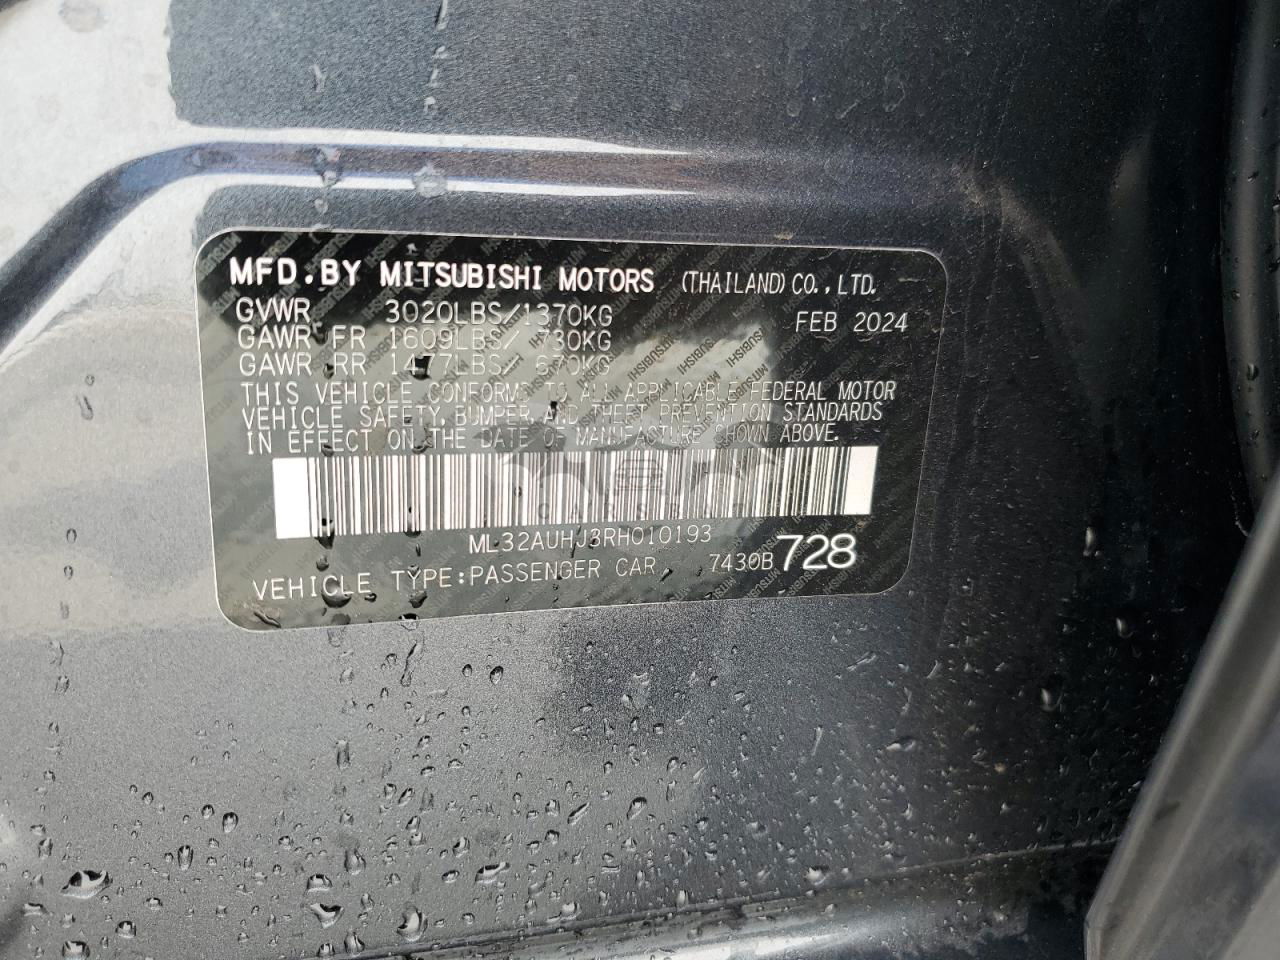 MFD. BY MITSUBISHI MOTORS (THAILAND) CO., LTD.
GVWR 3020LBS/1370KG FEB 2024
GAWR FR 1609LBS/ 730KG
GAWR RR 1477LBS/ 670KG
THIS VEHICLE CONFORMS TO ALL APPLICABLE FEDERAL MOTOR
VEHICLE SAFETY, BUMPER AND THEFT PREVENTION STANDARDS
IN EFFECT ON THE DATE OF MANUFACTURE SHOWN ABOVE.
ML32AUHJ3RH010193
VEHICLE TYPE:PASSENGER CAR 7430B 728